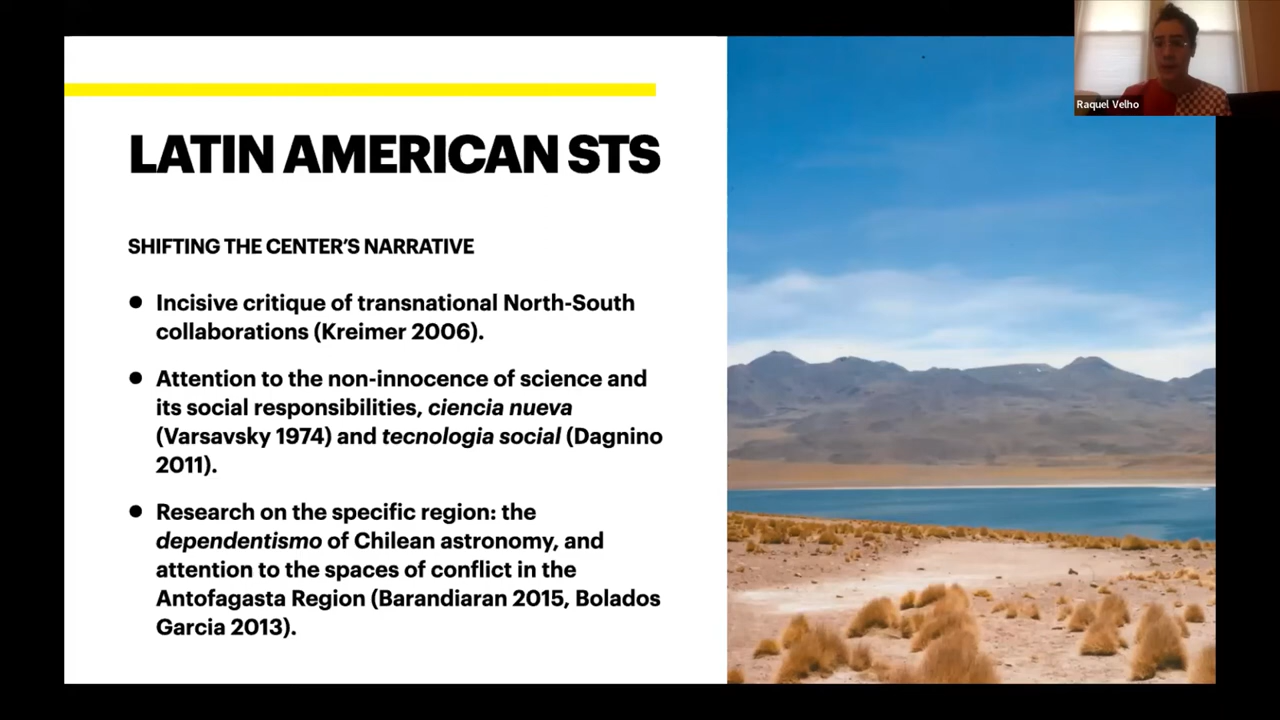 Raquel Velho
LATIN AMERICAN STS
SHIFTING THE CENTER'S NARRATIVE
● Incisive critique of transnational North-South
collaborations (Kreimer 2006).
● Attention to the non-innocence of science and
its social responsibilities, ciencia nueva
(Varsavsky 1974) and tecnologia social (Dagnino
2011).
● Research on the specific region: the
dependentismo of Chilean astronomy, and
attention to the spaces of conflict in the
Antofagasta Region (Barandiaran 2015, Bolados
Garcia 2013).